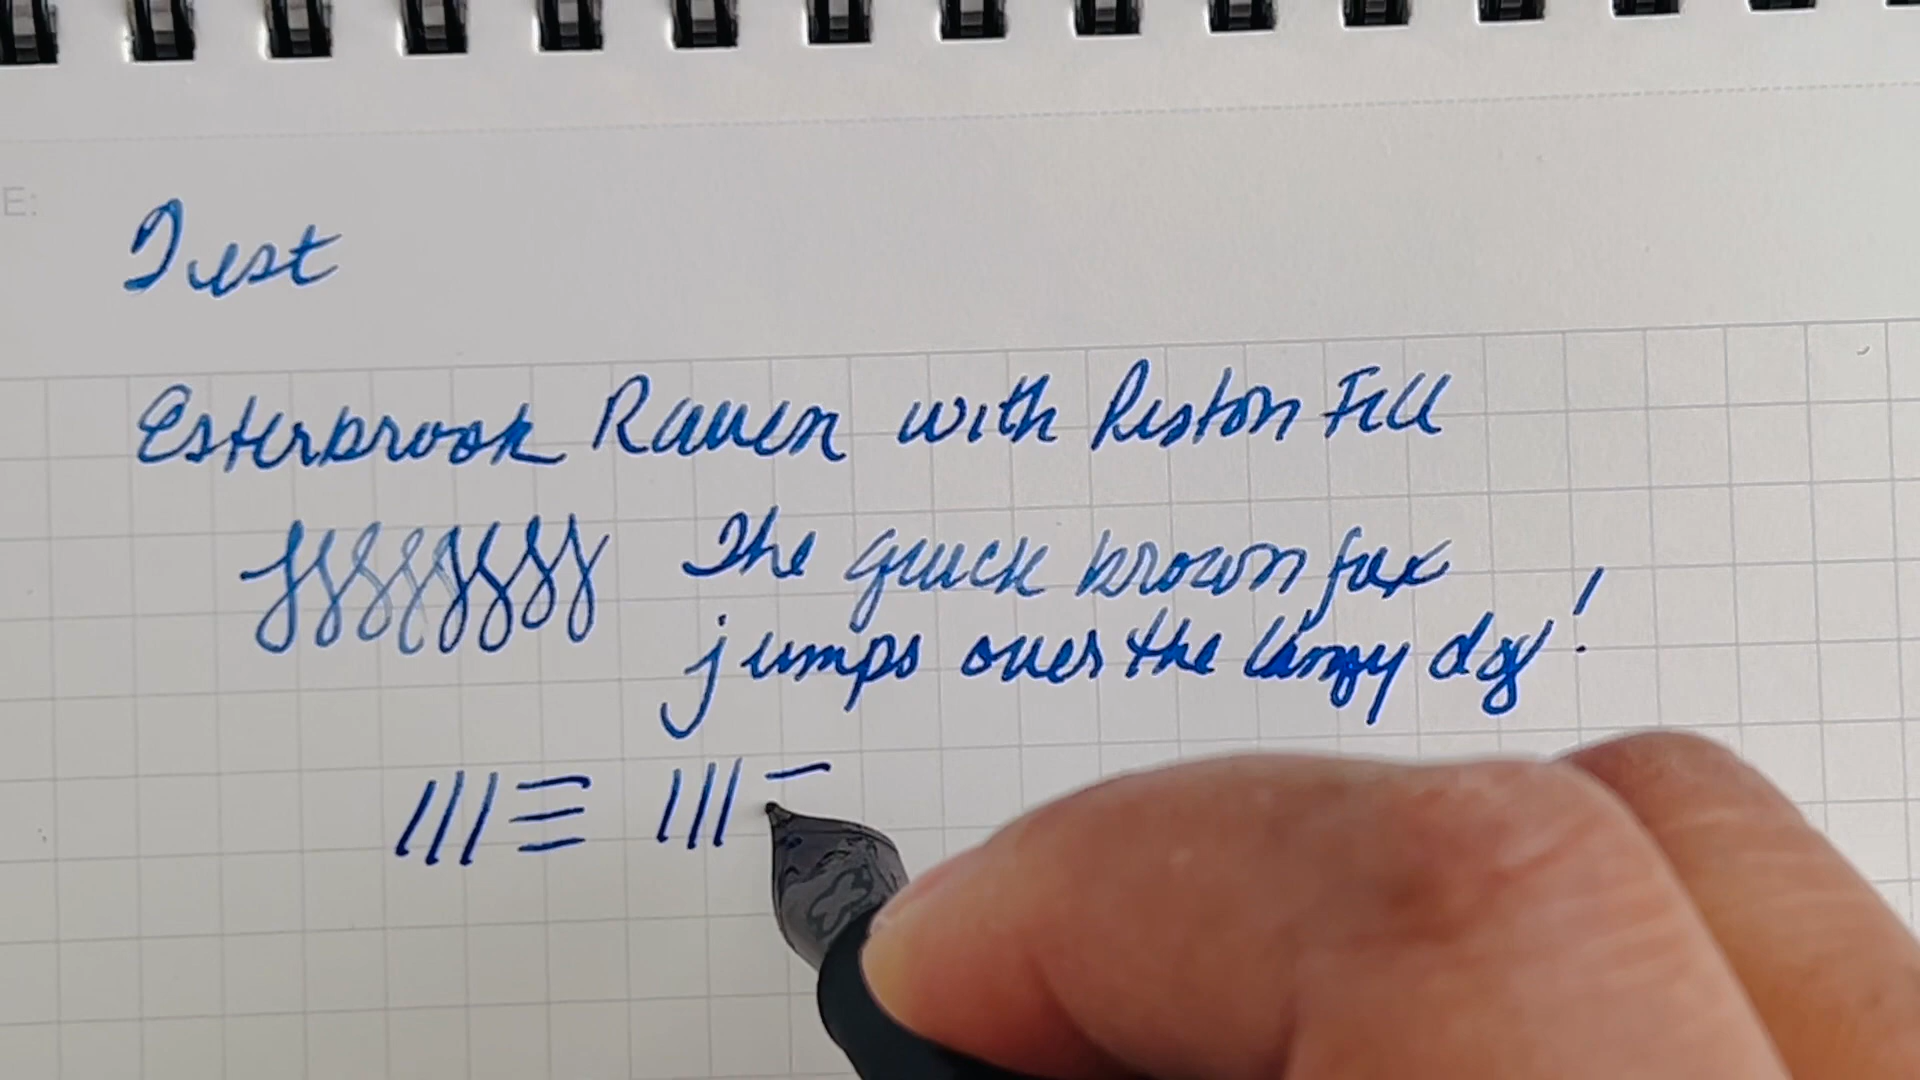 E:
Test
Esterbrook Raven with Piston Fill
The quick brown fox
jumps over the lazy dog!